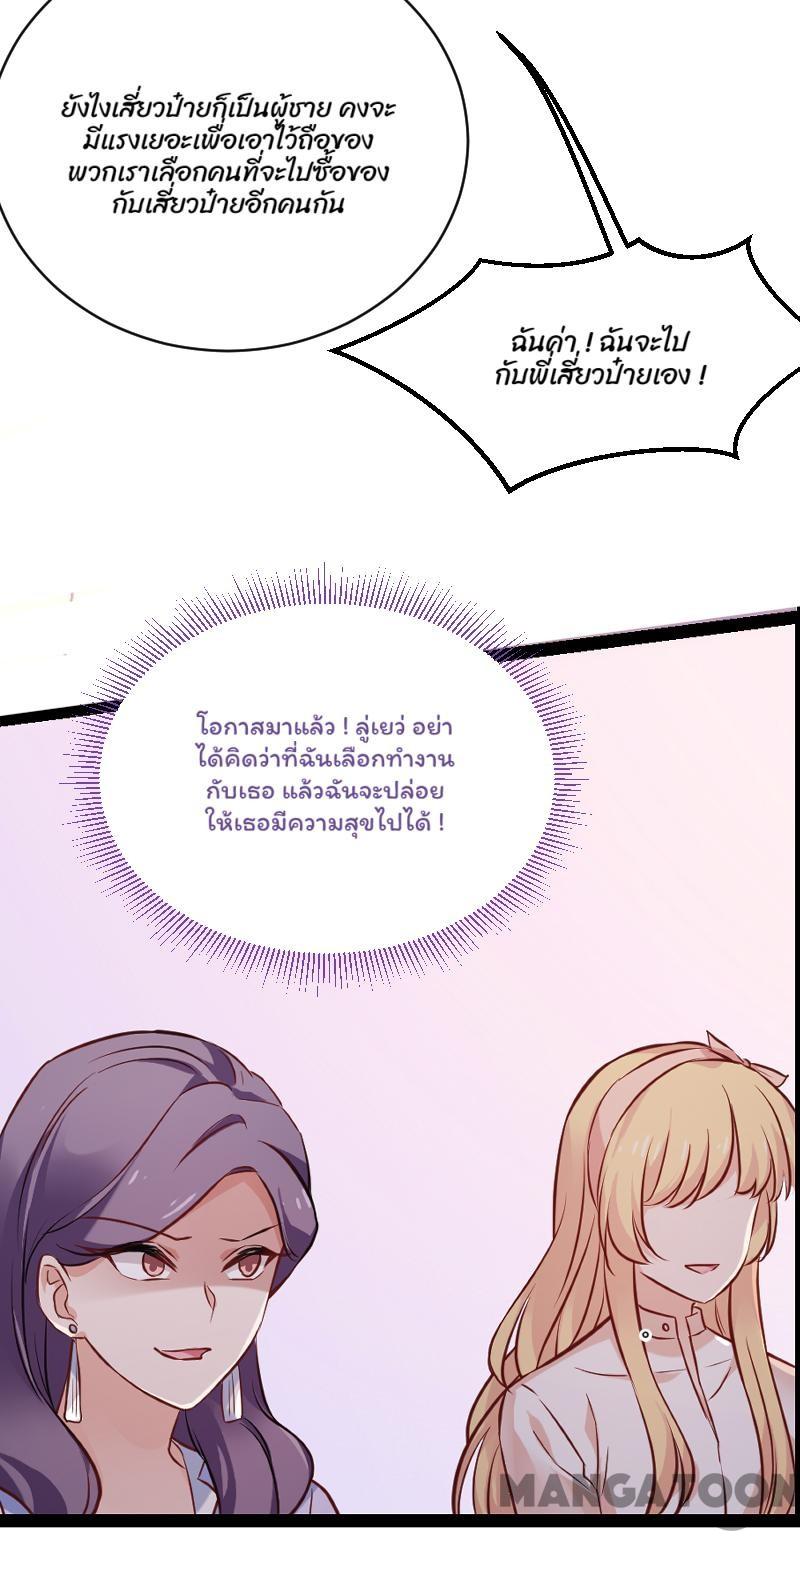 ยังไงเสี่ยวป๋ายก็เป็นผู้ชาย คงจะ
มีแรงเยอะเพื่อเอาไว้ถือของ
พวกเราเลือกคนที่จะไปซื้อของ
กับเสี่ยวป๋ายอีกคนกัน
ฉันค่า ! ฉันจะไป
กับพี่เสี่ยวป๋ายเอง !
โอกาสมาแล้ว ! ลู่เยว่ อย่า
ได้คิดว่าที่ฉันเลือกทำงาน
กับเธอ แล้วฉันจะปล่อย
ให้เธอมีความสุขไปได้ !
MANGATOON